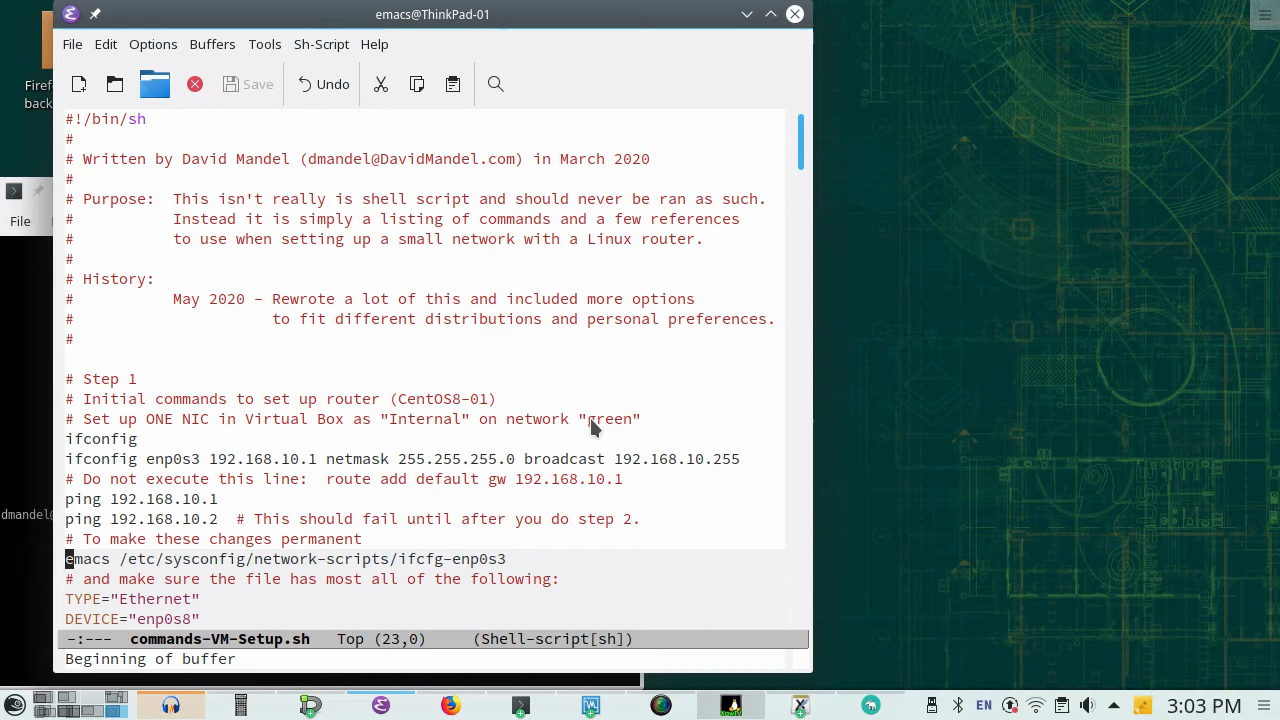 emacs@ThinkPad-01
File Edit Options Buffers Tools Sh-Script Help
Save Undo
#!/bin/sh
#
# Written by David Mandel (dmandel@DavidMandel.com) in March 2020
#
# Purpose:  This isn't really is shell script and should never be ran as such.
#           Instead it is simply a listing of commands and a few references
#           to use when setting up a small network with a Linux router.
#
# History:
#           May 2020 – Rewrote a lot of this and included more options
#                      to fit different distributions and personal preferences.
#
# Step 1
# Initial commands to set up router (CentOS8-01)
# Set up ONE NIC in Virtual Box as "Internal" on network "green"
ifconfig
ifconfig enp0s3 192.168.10.1 netmask 255.255.255.0 broadcast 192.168.10.255
# Do not execute this line:  route add default gw 192.168.10.1
ping 192.168.10.1
ping 192.168.10.2  # This should fail until after you do step 2.
# To make these changes permanent
emacs /etc/sysconfig/network-scripts/ifcfg-enp0s3
# and make sure the file has most all of the following:
TYPE="Ethernet"
DEVICE="enp0s8"
-:---  commands-VM-Setup.sh   Top (23,0)     (Shell-script[sh])
Beginning of buffer
Firef
back
File
dmandel@
EN 3:03 PM